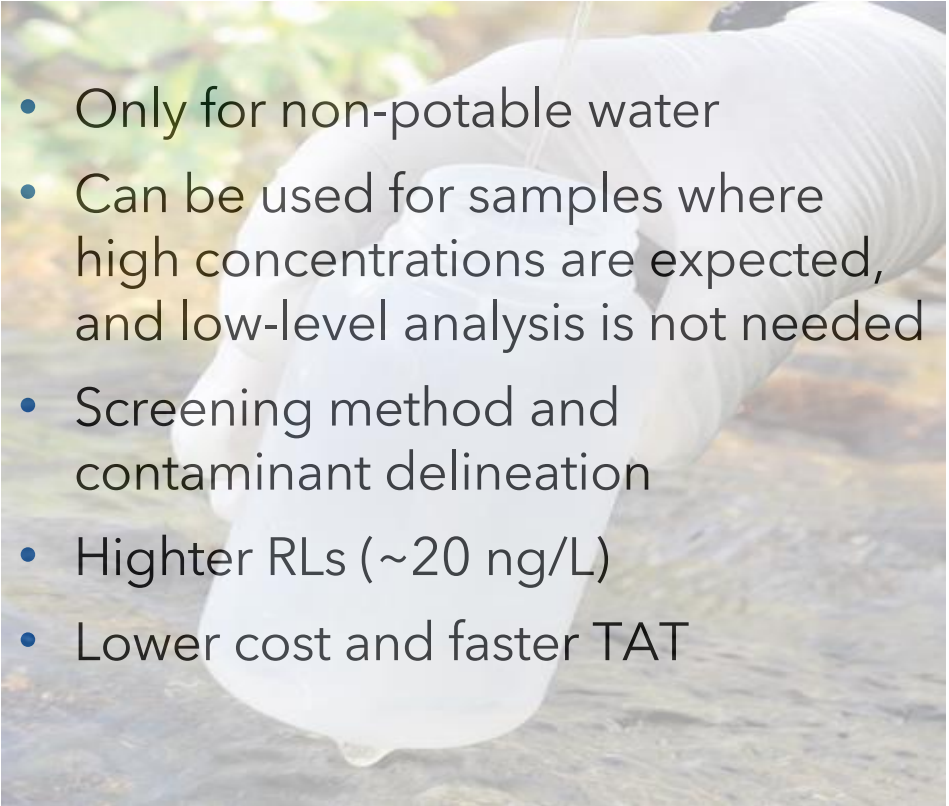 • Only for non-potable water
• Can be used for samples where
high concentrations are expected,
and low-level analysis is not needed
• Screening method and
contaminant delineation
• Highter RLs (~20 ng/L)
• Lower cost and faster TAT